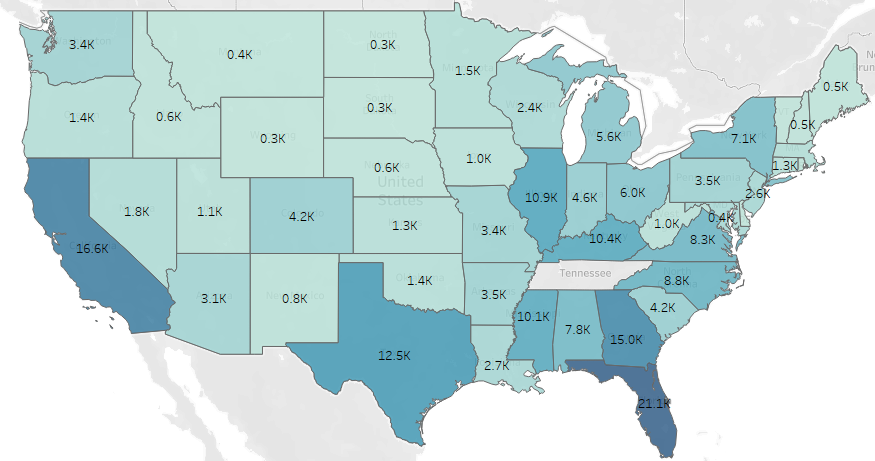 3.4K
0.4K
0.3K
1.5K
0.5K
2.4K
5.6K
7.1K
0.5K
1.4K
0.6K
0.3K
0.3K
1.0K
1.3K
0.6K
3.5K
2.6K
United
States
1.8K
1.1K
4.2K
1.3K
3.4K
10.9K
4.6K
6.0K
1.0K
0.4K
8.3K
16.6K
10.4K
Tennessee
8.8K
3.1K
0.8K
1.4K
3.5K
4.2K
10.1K
7.8K
15.0K
12.5K
2.7K
21.1K